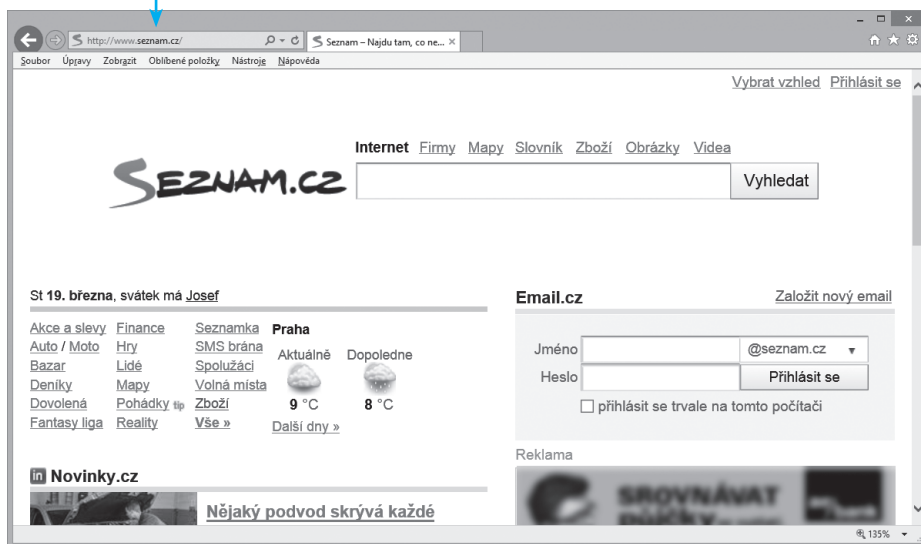 http://www.seznam.cz/
Seznam – Najdu tam, co ne...
Soubor Úpravy Zobrazit Oblíbené položky Nástroje Nápověda
Vybrat vzhled Přihlásit se
Internet Firmy Mapy Slovník Zboží Obrázky Videa
SEZNAM.CZ
Vyhledat
St 19. března, svátek má Josef
Akce a slevy Finance Seznamka
Auto / Moto Hry SMS brána
Bazar Lidé Spolužáci
Deníky Mapy Volná místa
Dovolená Pohádky tip Zboží
Fantasy liga Reality Vše »
Praha
Aktuálně Dopoledne
9 °C 8 °C
Další dny »
Email.cz Založit nový email
Jméno @seznam.cz
Heslo Přihlásit se
přihlásit se trvale na tomto počítači
Reklama
SROVNÁVAT
PŮJČKY
in Novinky.cz
Nějaký podvod skrývá každé
135%